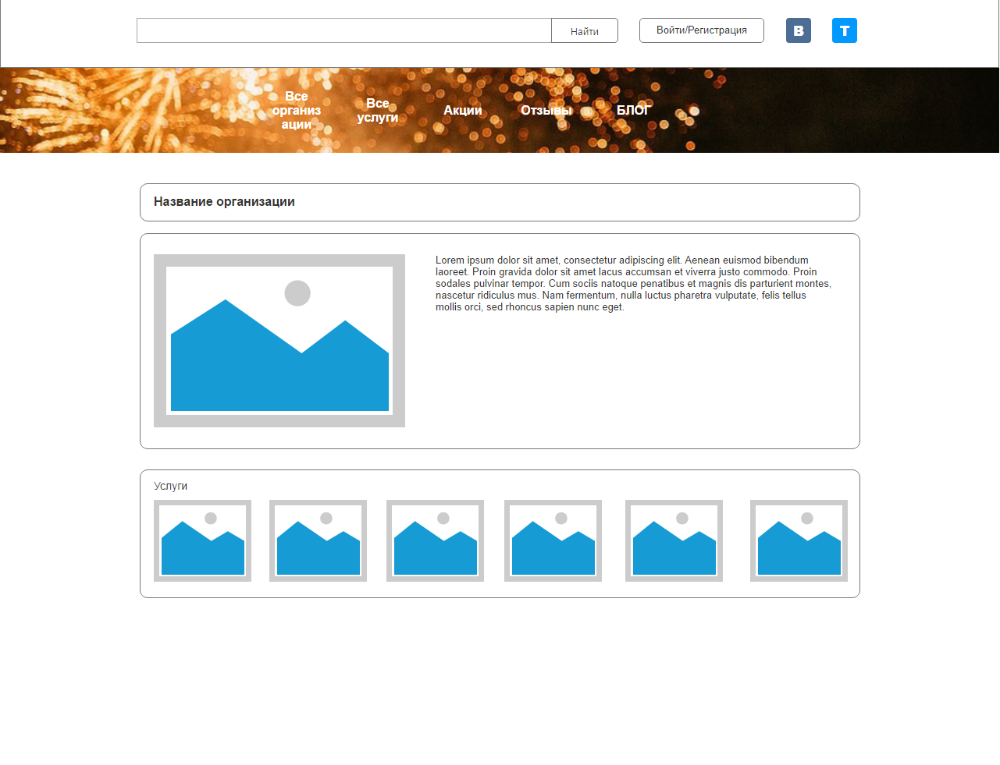 Найти
Войти/Регистрация
В
Т
Все
организ
ации
Все
услуги
Акции
Отзывы
БЛОГ
Название организации
Lorem ipsum dolor sit amet, consectetur adipiscing elit. Aenean euismod bibendum
laoreet. Proin gravida dolor sit amet lacus accumsan et viverra justo commodo. Proin
sodales pulvinar tempor. Cum sociis natoque penatibus et magnis dis parturient montes,
nascetur ridiculus mus. Nam fermentum, nulla luctus pharetra vulputate, felis tellus
mollis orci, sed rhoncus sapien nunc eget.
Услуги